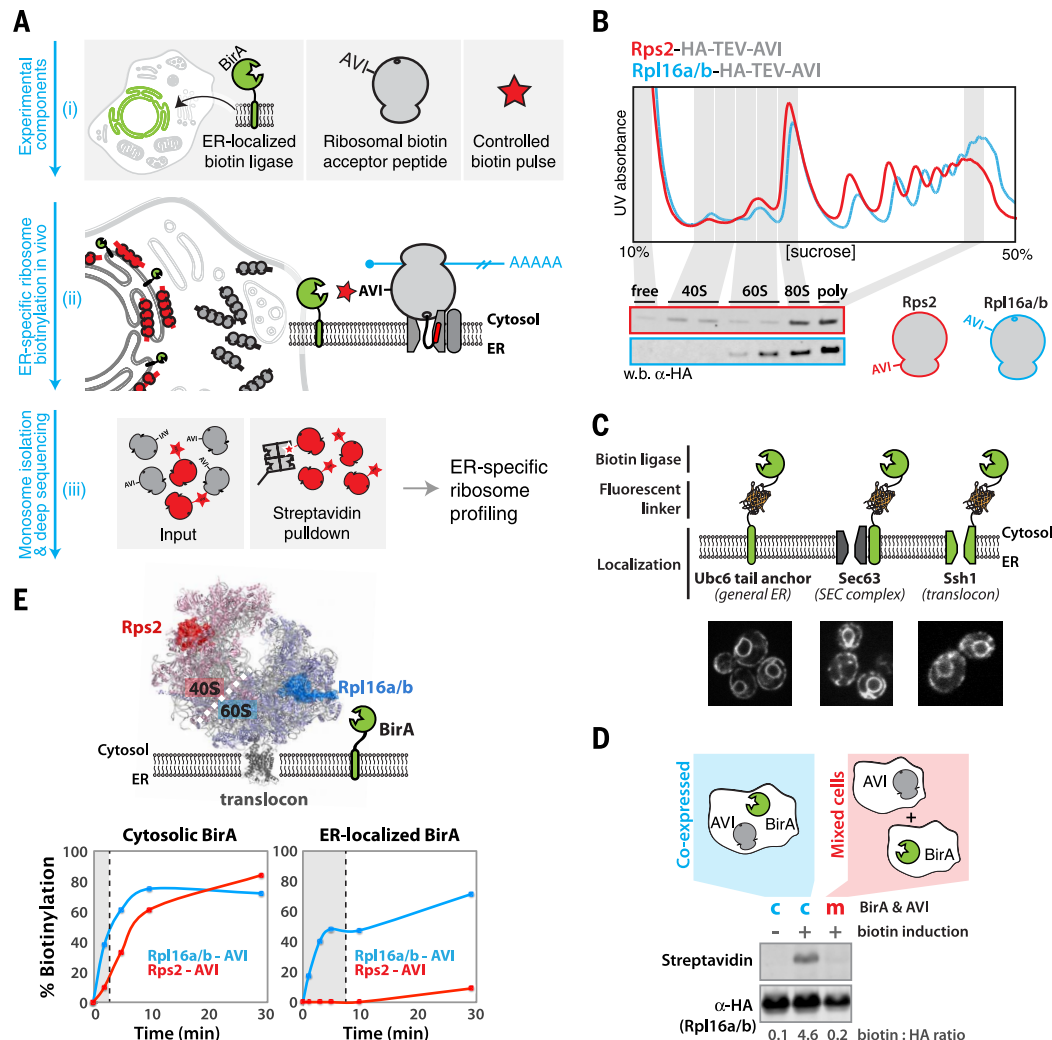 A
Experimental
components
(i)
BirA
ER-localized
biotin ligase
AVI
Ribosomal biotin
acceptor peptide
Controlled
biotin pulse
ER-specific ribosome
biotinylation in vivo
(ii)
AVI
AAAAA
Cytosol
ER
Monosome isolation
& deep sequencing
(iii)
AVI
AVI
AVI
AVI
Input
Streptavidin
pulldown
ER-specific
ribosome
profiling
B
Rps2-HA-TEV-AVI
Rpl16a/b-HA-TEV-AVI
UV absorbance
10%
[sucrose]
50%
free
40S
60S
80S
poly
w.b. α-HA
Rps2
AVI
Rpl16a/b
AVI
C
Biotin ligase
Fluorescent
linker
Localization
Cytosol
ER
Ubc6 tail anchor
(general ER)
Sec63
(SEC complex)
Ssh1
(translocon)
D
Co-expressed
AVI
BirA
Mixed cells
AVI
+
BirA
c c m BirA & AVI
- + + biotin induction
Streptavidin
α-HA
(Rpl16a/b)
0.1 4.6 0.2 biotin : HA ratio
E
Rps2
40S
60S
Rpl16a/b
BirA
Cytosol
ER
translocon
Cytosolic BirA
% Biotinylation
100
80
60
40
20
0
Rpl16a/b - AVI
Rps2 - AVI
0 10 20 30
Time (min)
ER-localized BirA
Rpl16a/b - AVI
Rps2 - AVI
0 10 20 30
Time (min)